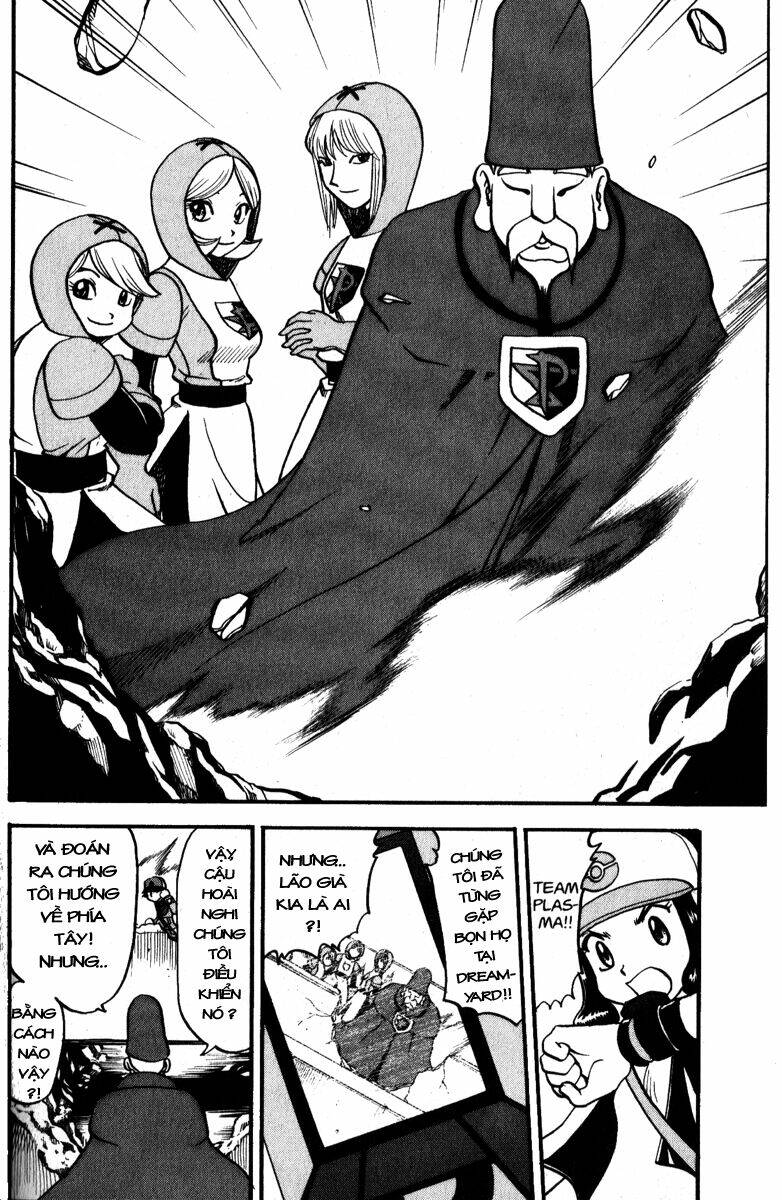 TEAM
PLAS-
MA!!
CHÚNG
TÔI ĐÃ
TỪNG
GẶP
BỌN HỌ
TẠI
DREAM-
YARD!!
NHƯNG..
LÃO GIÀ
KIA LÀ AI
?!
VẬY,
CẬU HOÀI
NGHI
CHÚNG
TÔI
ĐIỀU
KHIỂN
NÓ ?
VÀ ĐOÁN
RA CHÚNG
TÔI HƯỚNG
VỀ PHÍA
TÂY!
NHƯNG..
BẰNG
CÁCH
NÀO
VẬY
?!